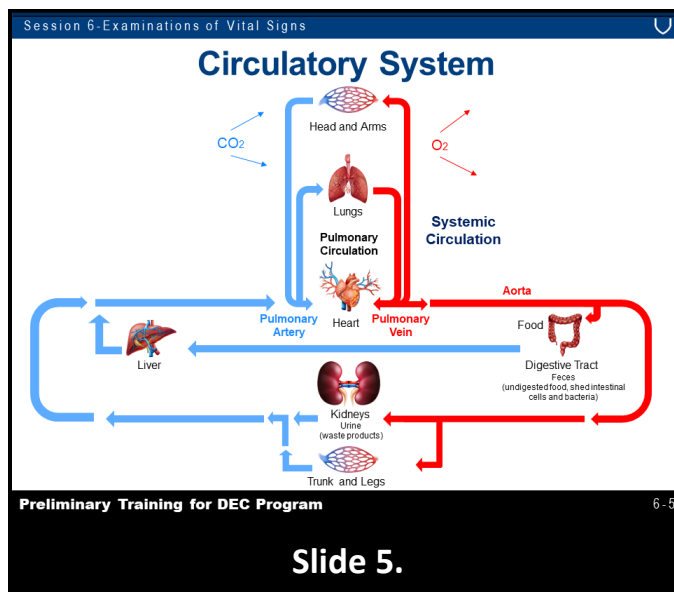 Session 6-Examinations of Vital Signs
Circulatory System
Head and Arms
CO2
O2
Lungs
Systemic
Circulation
Pulmonary
Circulation
Aorta
Pulmonary
Artery
Heart
Pulmonary
Vein
Food
Liver
Digestive Tract
Feces
(undigested food, shed intestinal
cells and bacteria)
Kidneys
Urine
(waste products)
Trunk and Legs
Preliminary Training for DEC Program
6-5
Slide 5.